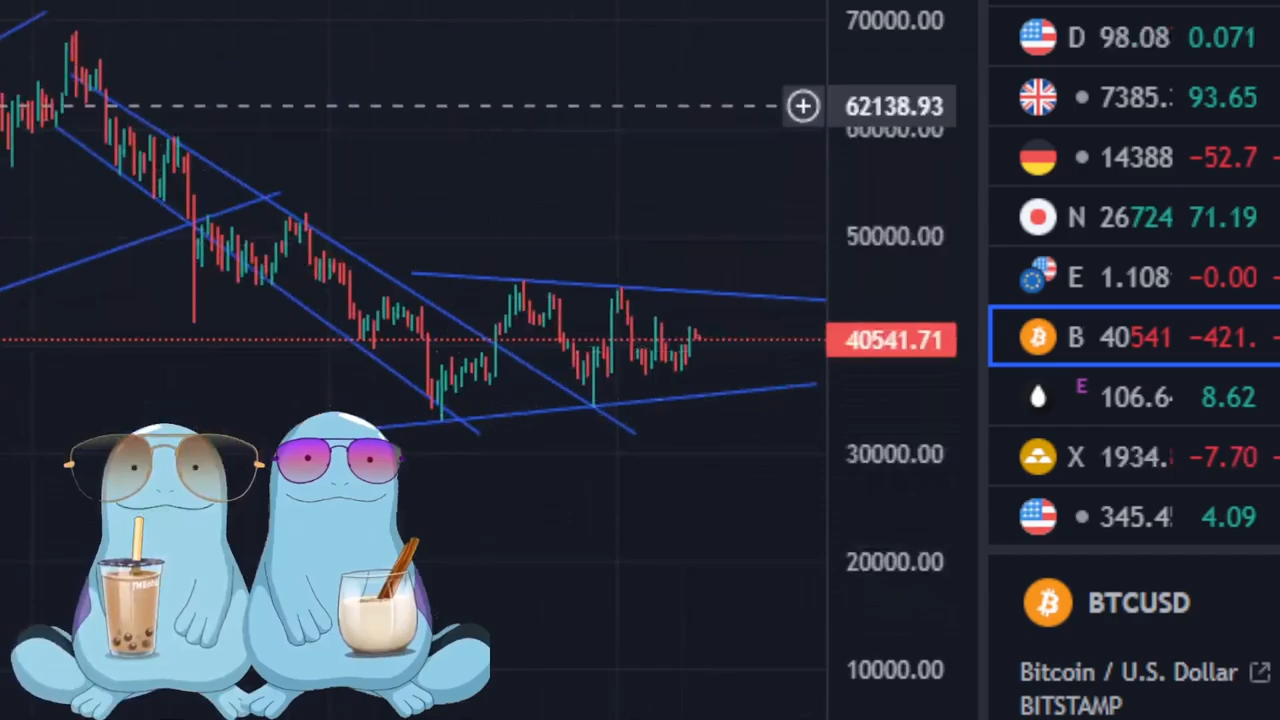 70000.00
62138.93
60000.00
50000.00
40541.71
30000.00
20000.00
10000.00
D 98.08 0.071
7385. 93.65
14388 −52.7
N 26724 71.19
E 1.108 −0.00
B 40541 −421.
E 106.6 8.62
X 1934. −7.70
345.4 4.09
BTCUSD
Bitcoin / U.S. Dollar
BITSTAMP